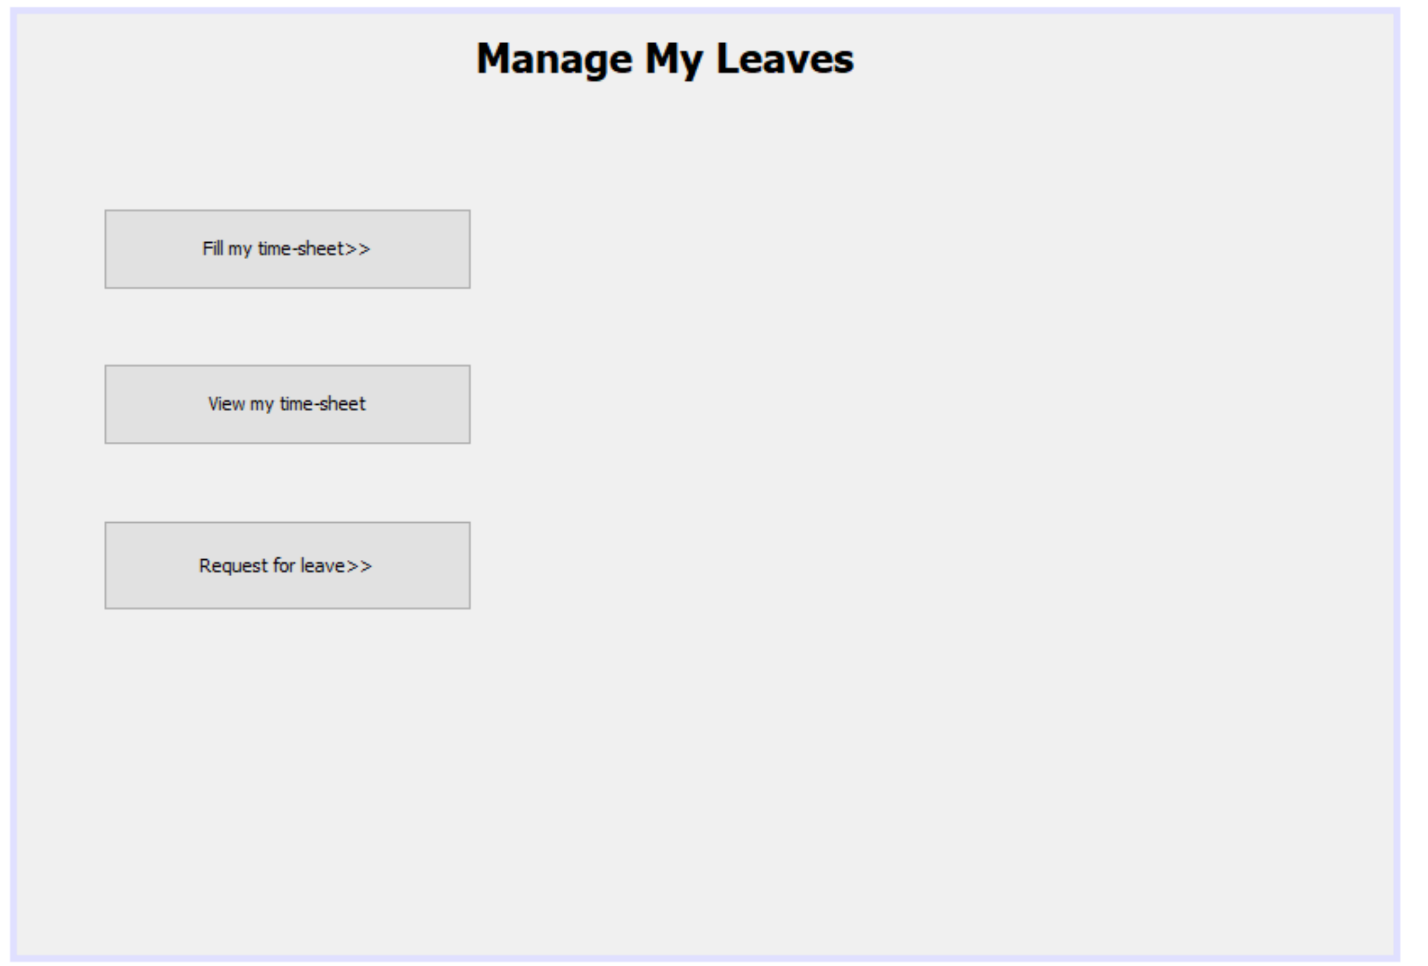 Manage My Leaves
Fill my time-sheet>>
View my time-sheet
Request for leave>>